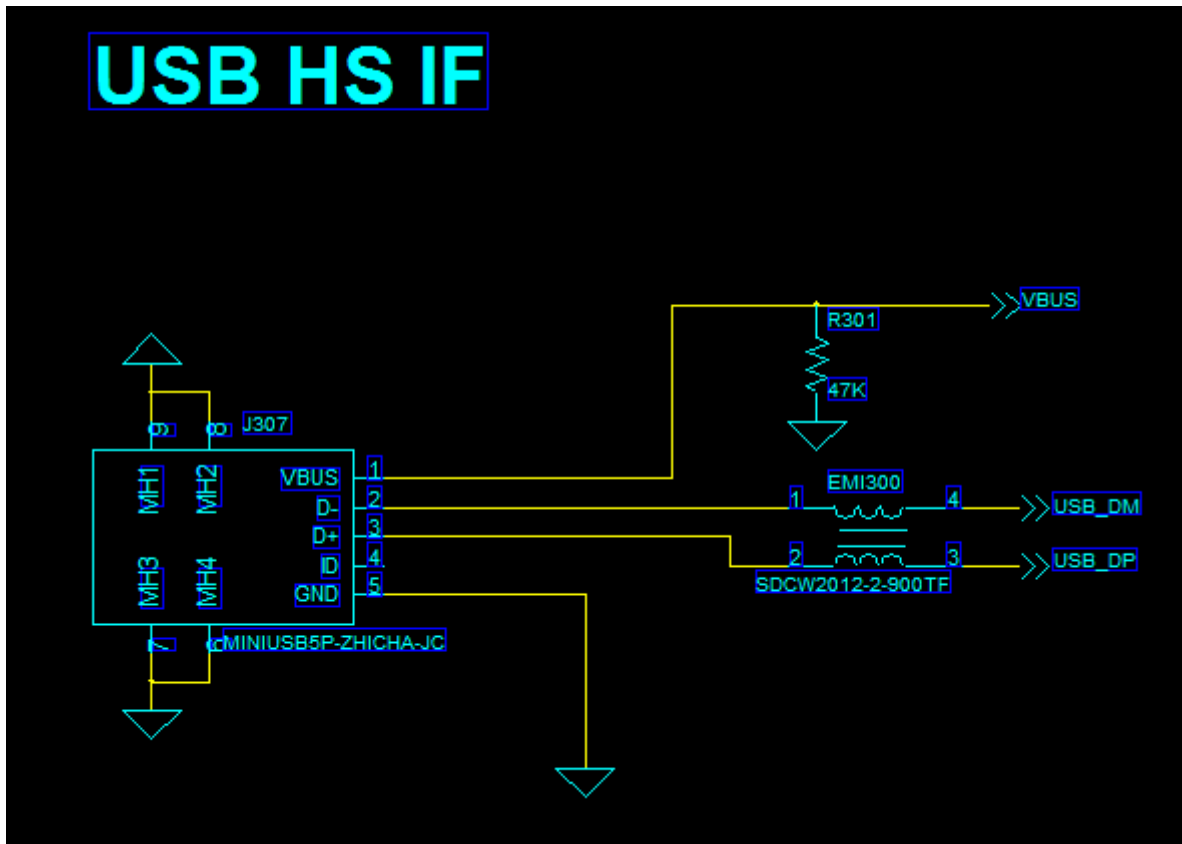 USB HS IF
VBUS
R301
47K
9
8
J307
MH1
MH2
VBUS
1
D-
2
D+
3
ID
4
GND
5
MH3
MH4
EMI300
1
4
USB_DM
2
3
USB_DP
SDCW2012-2-900TF
7
6
MINIUSB5P-ZHICHA-JC